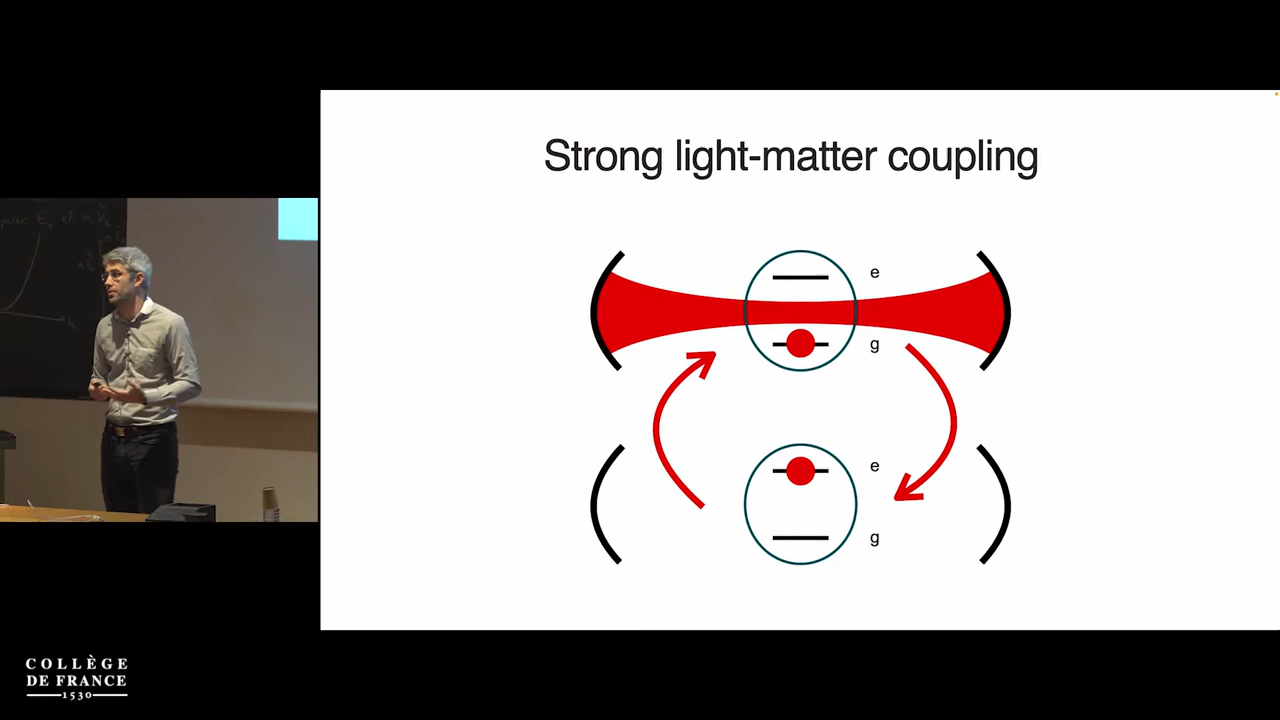 Strong light-matter coupling
e
g
e
g
COLLÈGE
DE FRANCE
1530